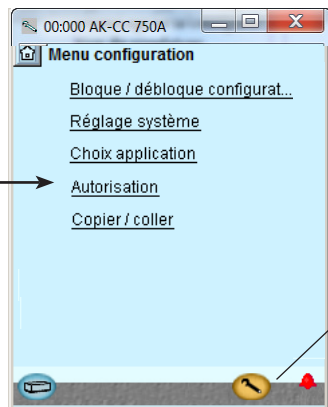 00:000 AK-CC 750A
Menu configuration
Bloque / débloque configurat...
Réglage système
Choix application
Autorisation
Copier / coller